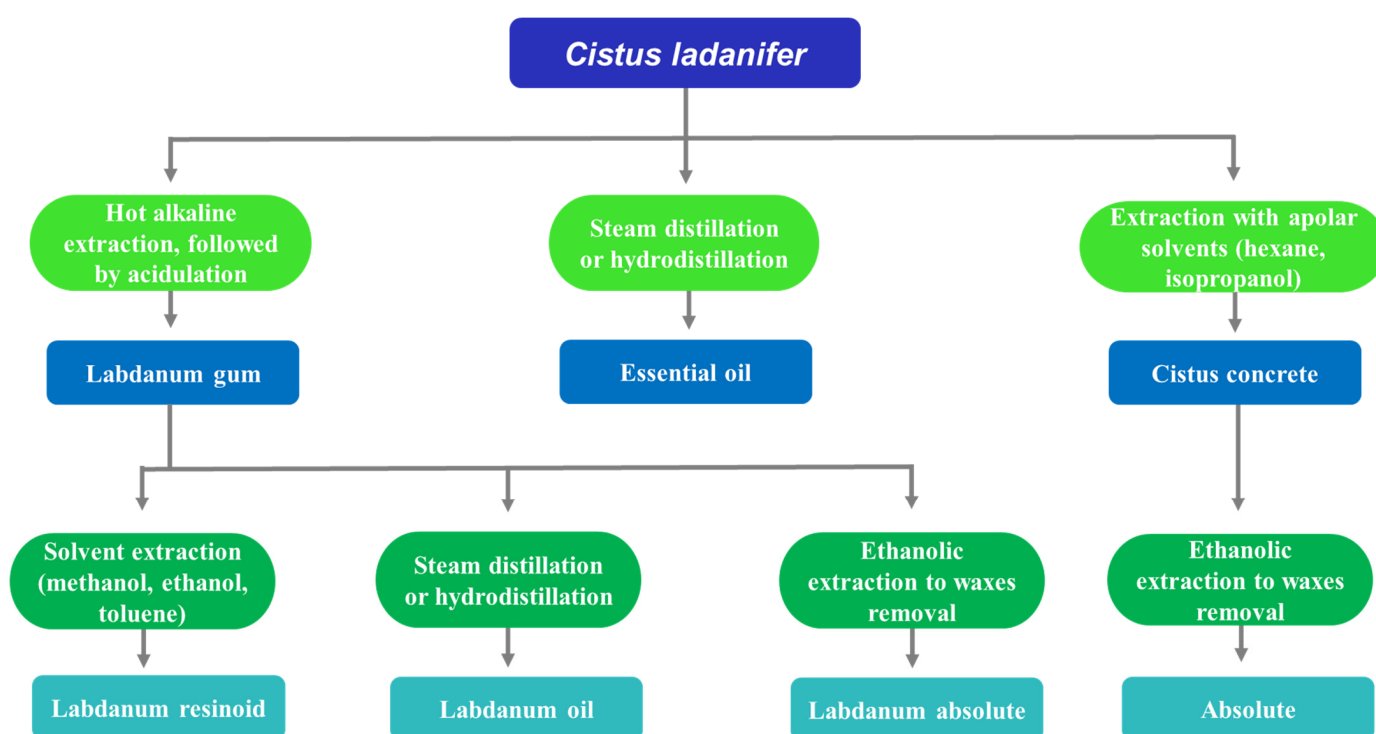 Cistus ladanifer
Hot alkaline
extraction, followed
by acidulation
Steam distillation
or hydrodistillation
Extraction with apolar
solvents (hexane,
isopropanol)
Labdanum gum
Essential oil
Cistus concrete
Solvent extraction
(methanol, ethanol,
toluene)
Steam distillation
or hydrodistillation
Ethanolic
extraction to waxes
removal
Ethanolic
extraction to waxes
removal
Labdanum resinoid
Labdanum oil
Labdanum absolute
Absolute